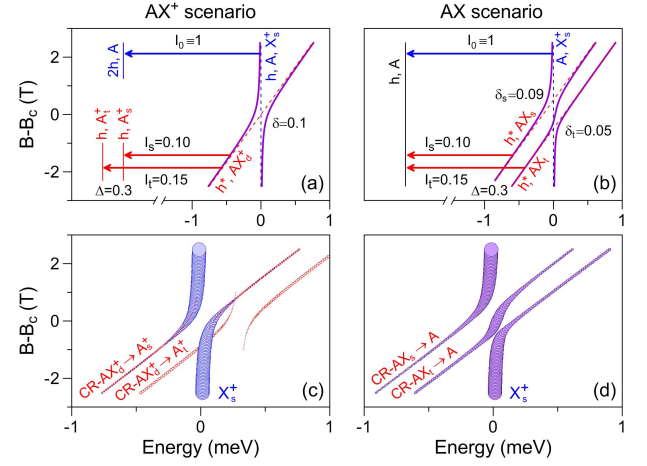 AX⁺ scenario
AX scenario
B-B_c (T)
2
0
-2
2h, A
I₀≡1
h, A, X_s⁺
h, A_t⁺
h, A_s⁺
I_s=0.10
I_t=0.15
Δ=0.3
h*, AX_d⁺
δ=0.1
(a)
0
1
h, A
I₀≡1
A, X_s⁺
δ_s=0.09
δ_t=0.05
h* AX_s
h* AX_t
I_s=0.10
I_t=0.15
Δ=0.3
(b)
-1
0
1
B-B_c (T)
2
0
-2
CR-AX_d⁺→A_s⁺
CR-AX_d⁺→A_t⁺
X_s⁺
(c)
-1
0
1
Energy (meV)
CR-AX_s→A
CR-AX_t→A
X_s⁺
(d)
-1
0
1
Energy (meV)